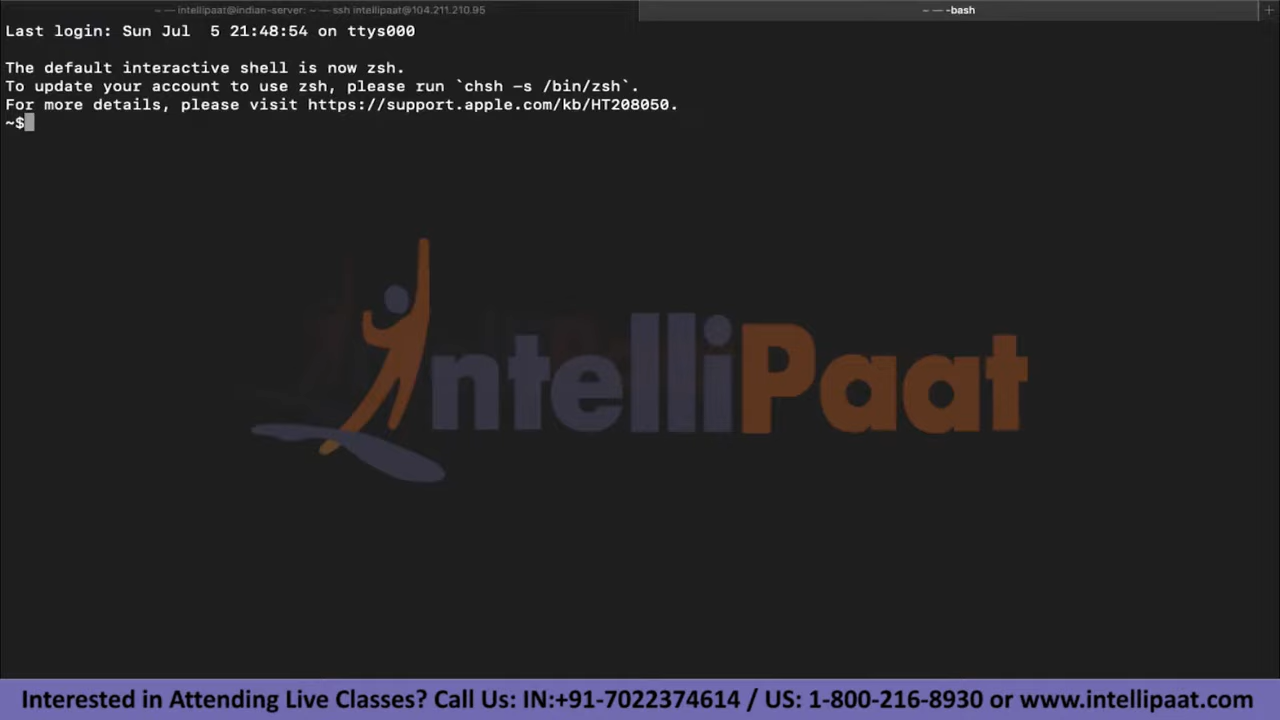 ~ — intellipaat@indian-server: ~ — ssh intellipaat@104.211.210.95
~ — -bash
+
Last login: Sun Jul  5 21:48:54 on ttys000
The default interactive shell is now zsh.
To update your account to use zsh, please run `chsh -s /bin/zsh`.
For more details, please visit https://support.apple.com/kb/HT208050.
~$
IntelliPaat
Interested in Attending Live Classes? Call Us: IN:+91-7022374614 / US: 1-800-216-8930 or www.intellipaat.com